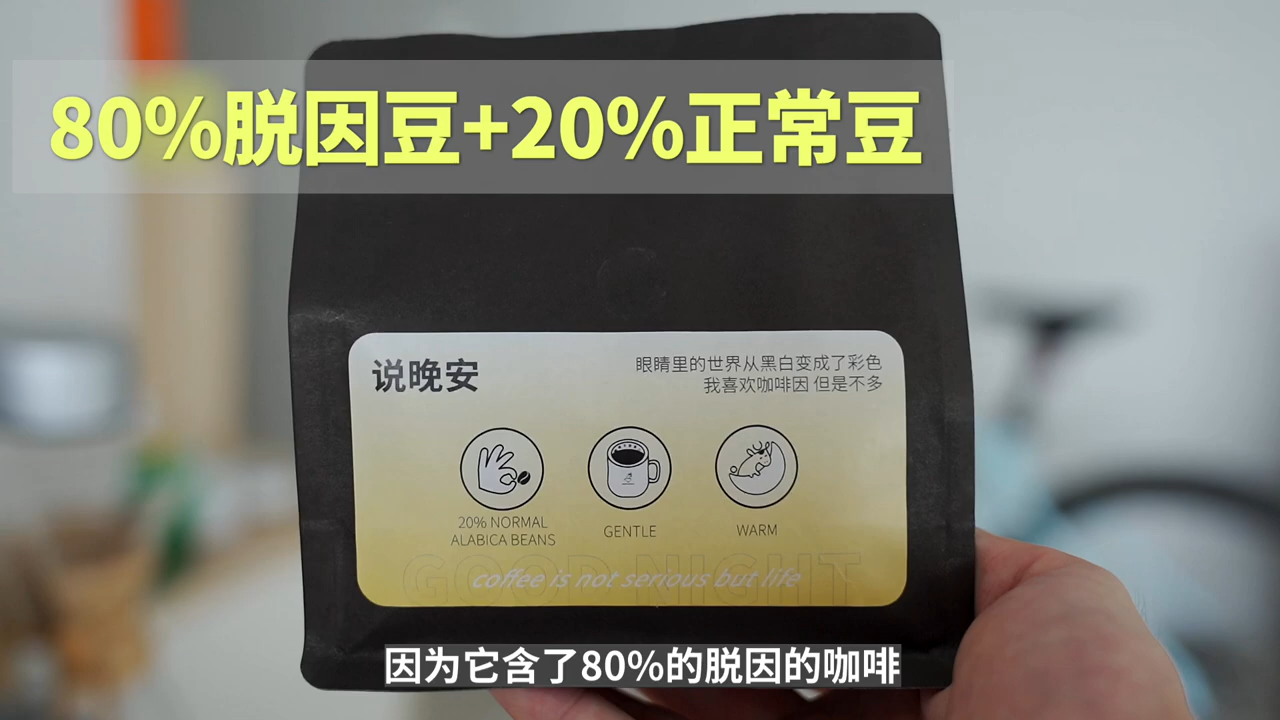 80%脱因豆+20%正常豆
说晚安
眼睛里的世界从黑白变成了彩色
我喜欢咖啡因 但是不多
20% NORMAL
ALABICA BEANS
GENTLE
WARM
GOOD NIGHT
coffee is not serious but life
因为它含了80%的脱因的咖啡